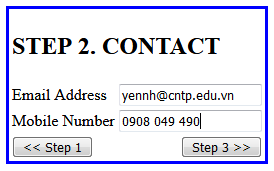 STEP 2. CONTACT
Email Address yennh@cntp.edu.vn
Mobile Number 0908 049 490
<< Step 1 Step 3 >>